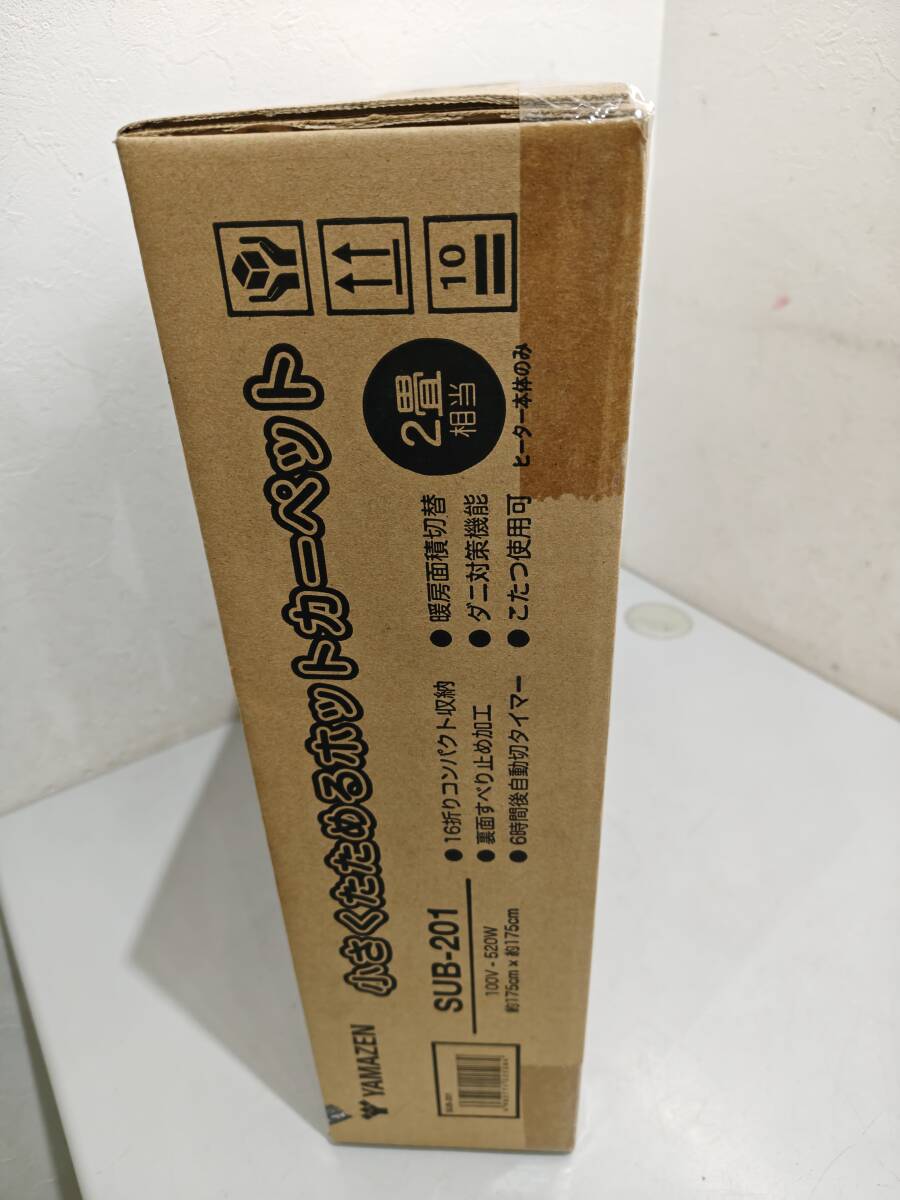 YAMAZEN
小さくたためるホットカーペット
SUB-201
100V - 520W
約175cm × 約175cm
● 16折りコンパクト収納
● 裏面すべり止め加工
● 6時間後自動切タイマー
● 暖房面積切替
● ダニ対策機能
● こたつ使用可
2畳
相当
ヒーター本体のみ
10
SUB-201